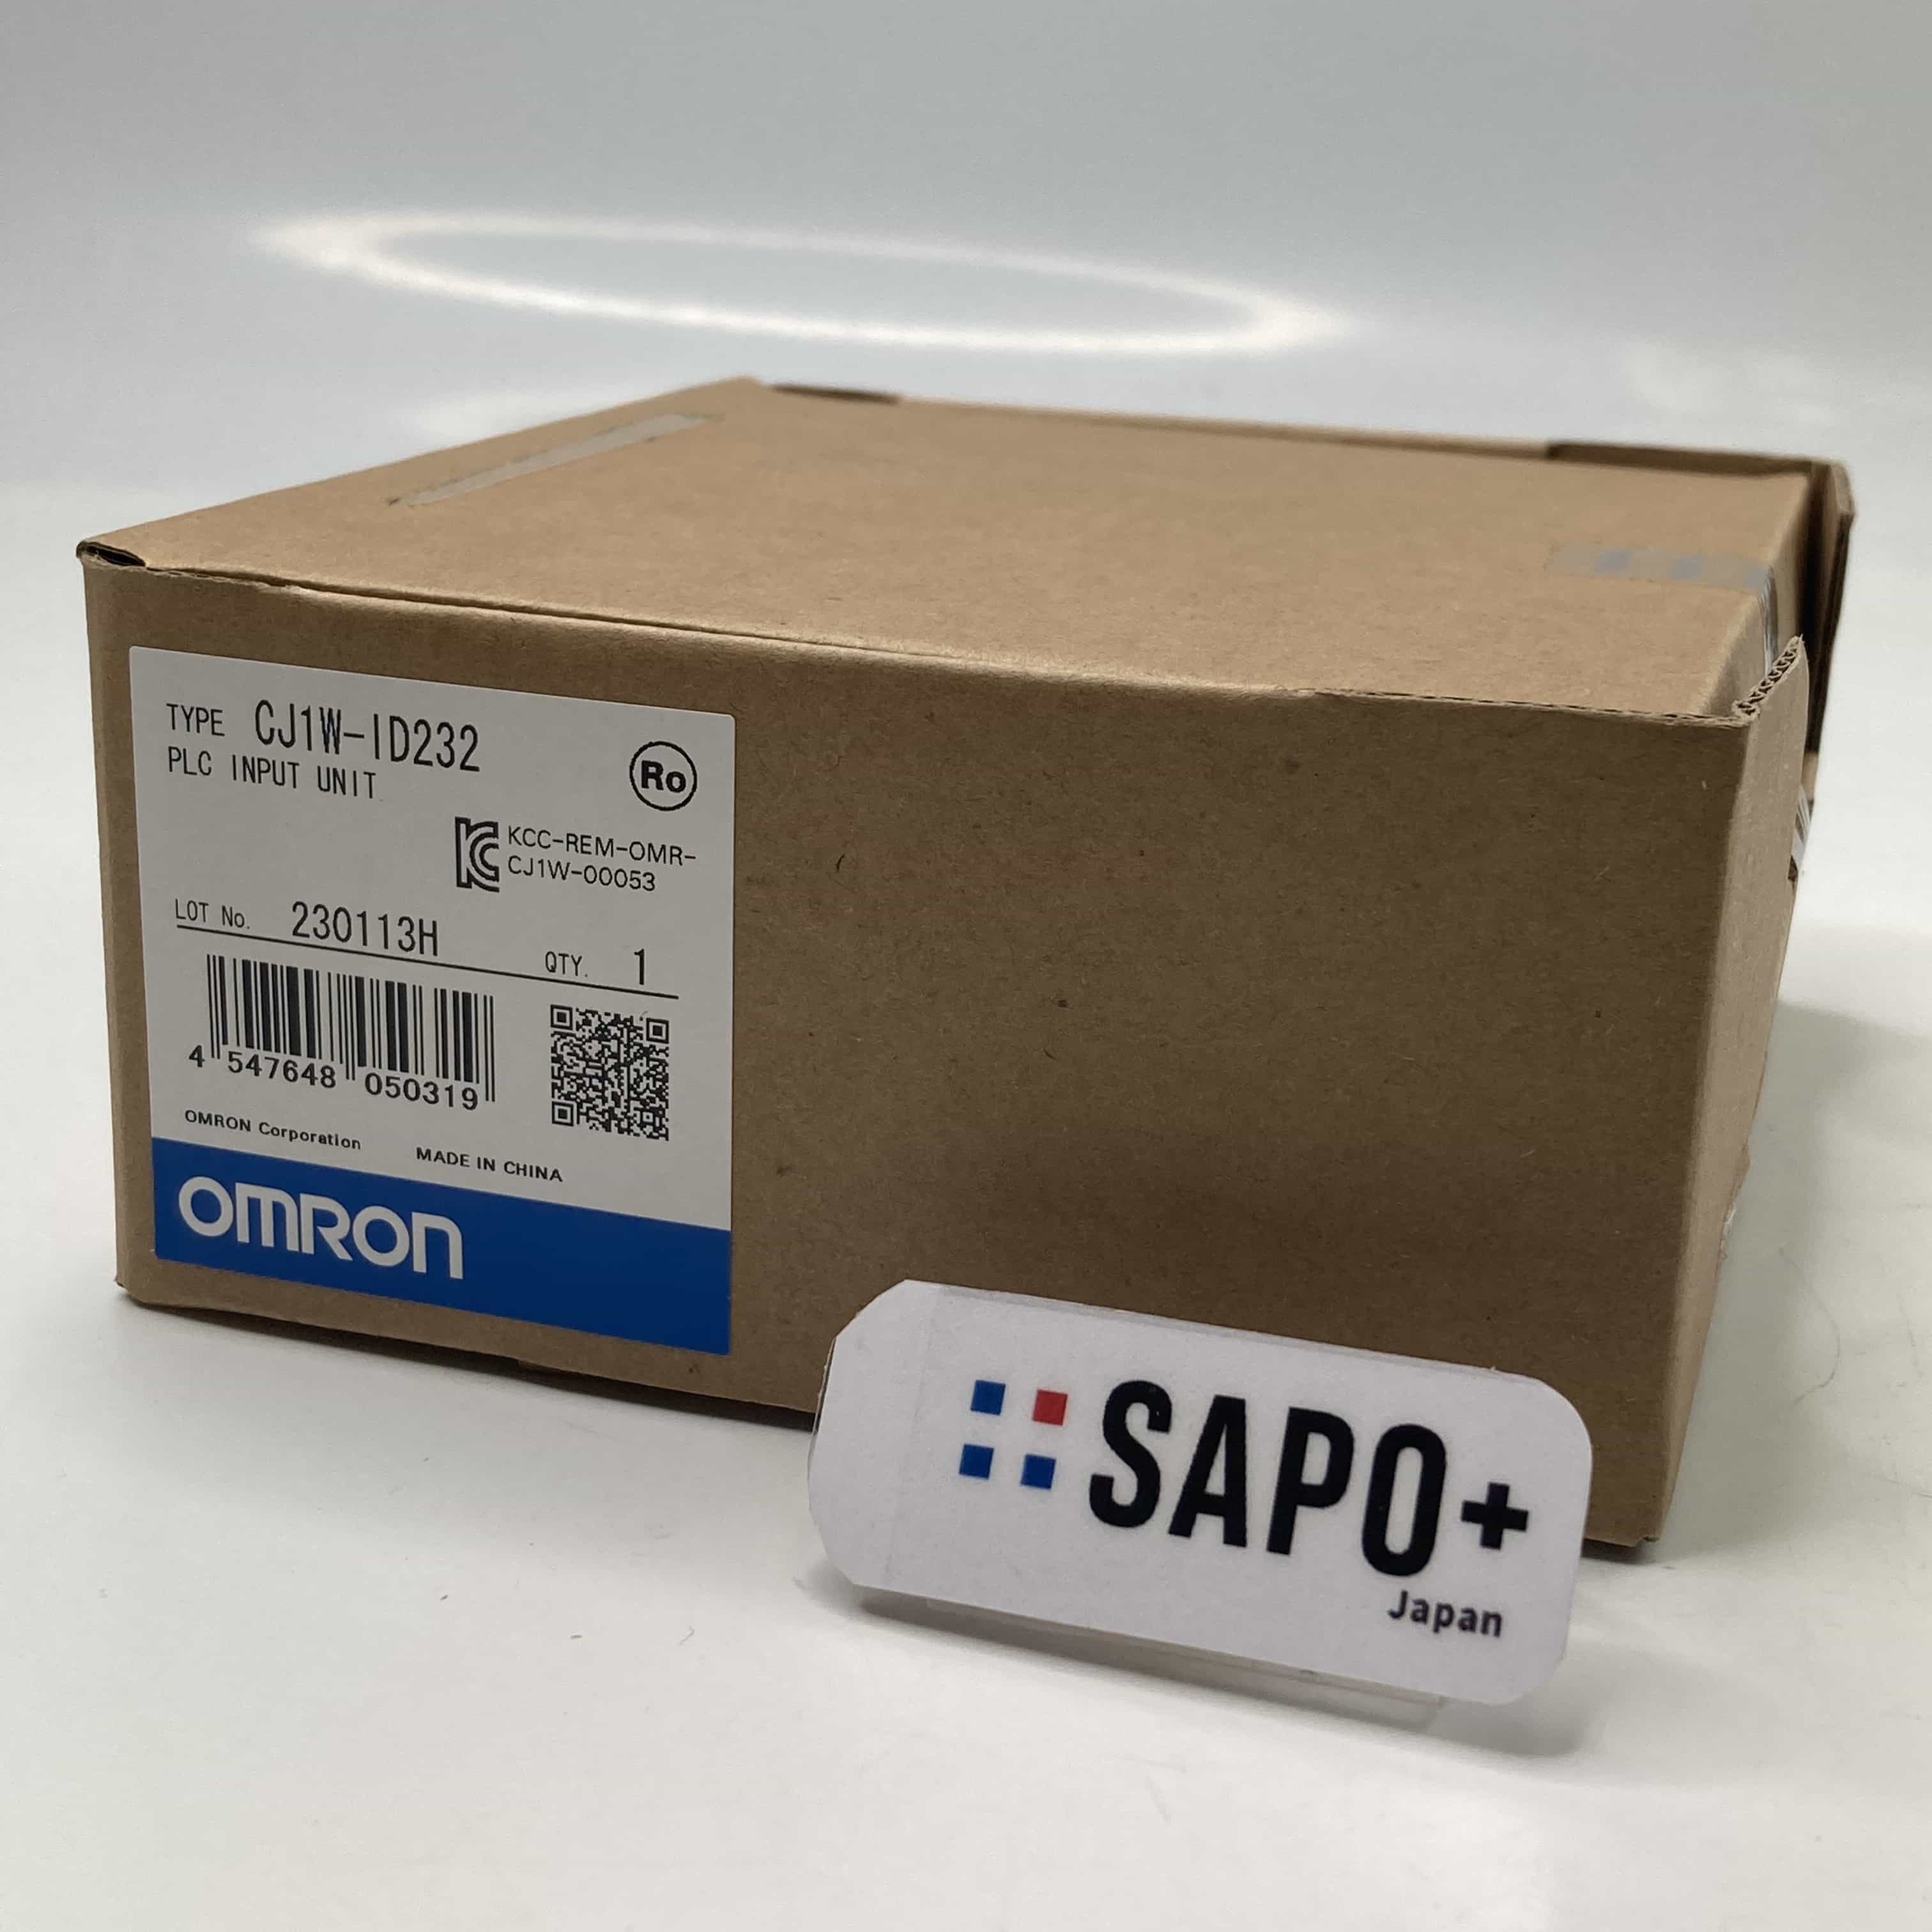 TYPE CJ1W-ID232
PLC INPUT UNIT
Ro
KCC-REM-OMR-
CJ1W-00053
LOT No. 230113H
QTY. 1
4 547648 050319
OMRON Corporation
MADE IN CHINA
OMRON
SAPO+
Japan